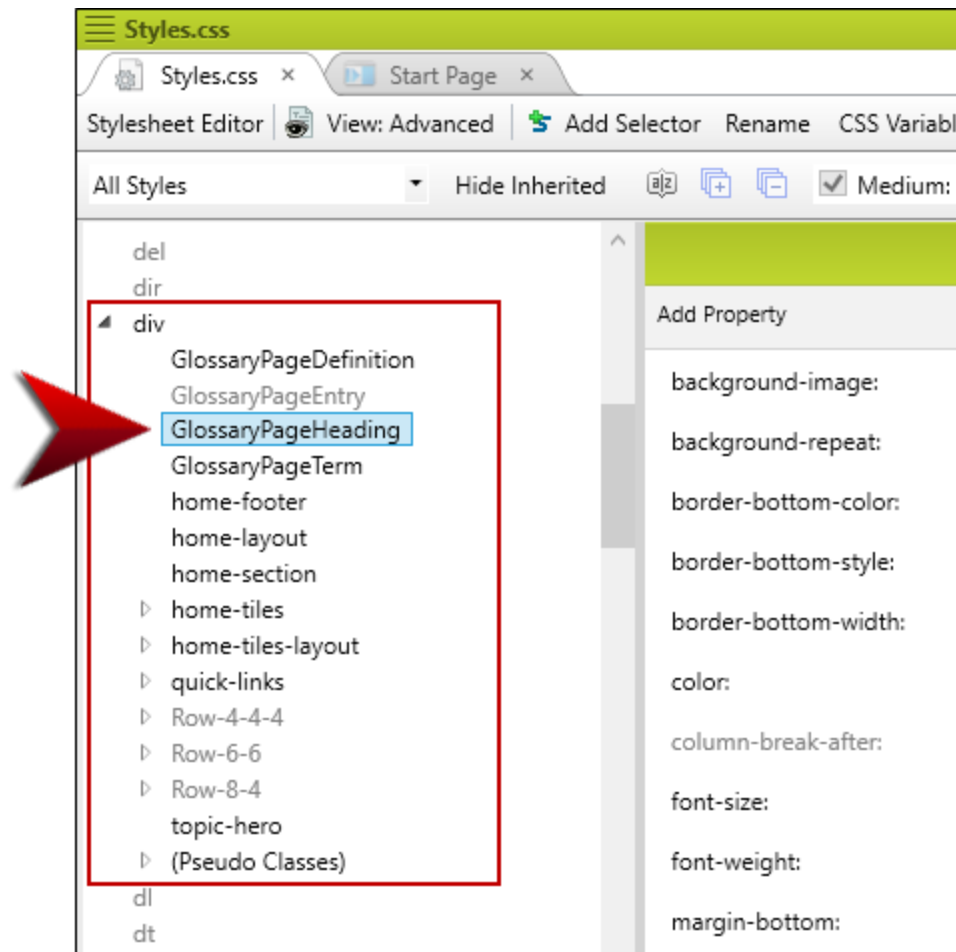 Styles.css
Styles.css × Start Page ×
Stylesheet Editor View: Advanced Add Selector Rename CSS Variabl
All Styles Hide Inherited a|z Medium:
del
dir
div
GlossaryPageDefinition
GlossaryPageEntry
GlossaryPageHeading
GlossaryPageTerm
home-footer
home-layout
home-section
home-tiles
home-tiles-layout
quick-links
Row-4-4-4
Row-6-6
Row-8-4
topic-hero
(Pseudo Classes)
dl
dt
Add Property
background-image:
background-repeat:
border-bottom-color:
border-bottom-style:
border-bottom-width:
color:
column-break-after:
font-size:
font-weight:
margin-bottom: